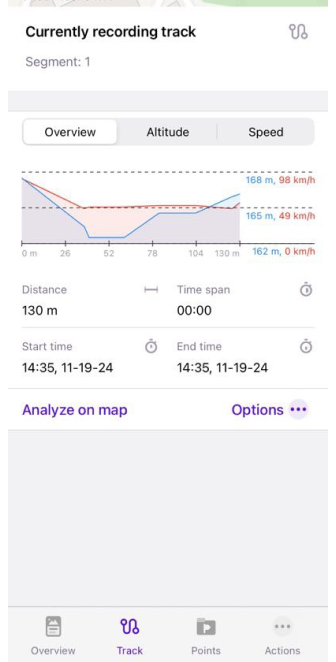 Currently recording track
Segment: 1
Overview Altitude Speed
168 m, 98 km/h
165 m, 49 km/h
162 m, 0 km/h
0 m 26 52 78 104 130 m
Distance Time span
130 m 00:00
Start time End time
14:35, 11-19-24 14:35, 11-19-24
Analyze on map Options
Overview Track Points Actions